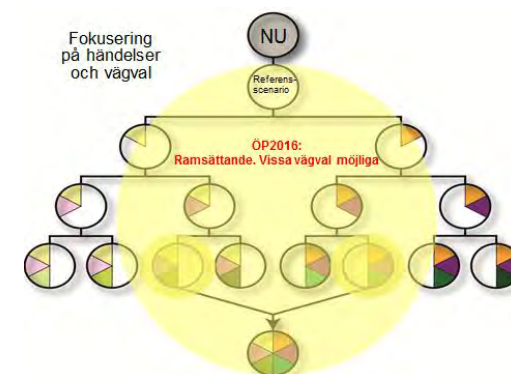 Fokusering
på händelser
och vägval
NU
Referens-
scenario
ÖP2016:
Ramsättande. Vissa vägval möjliga